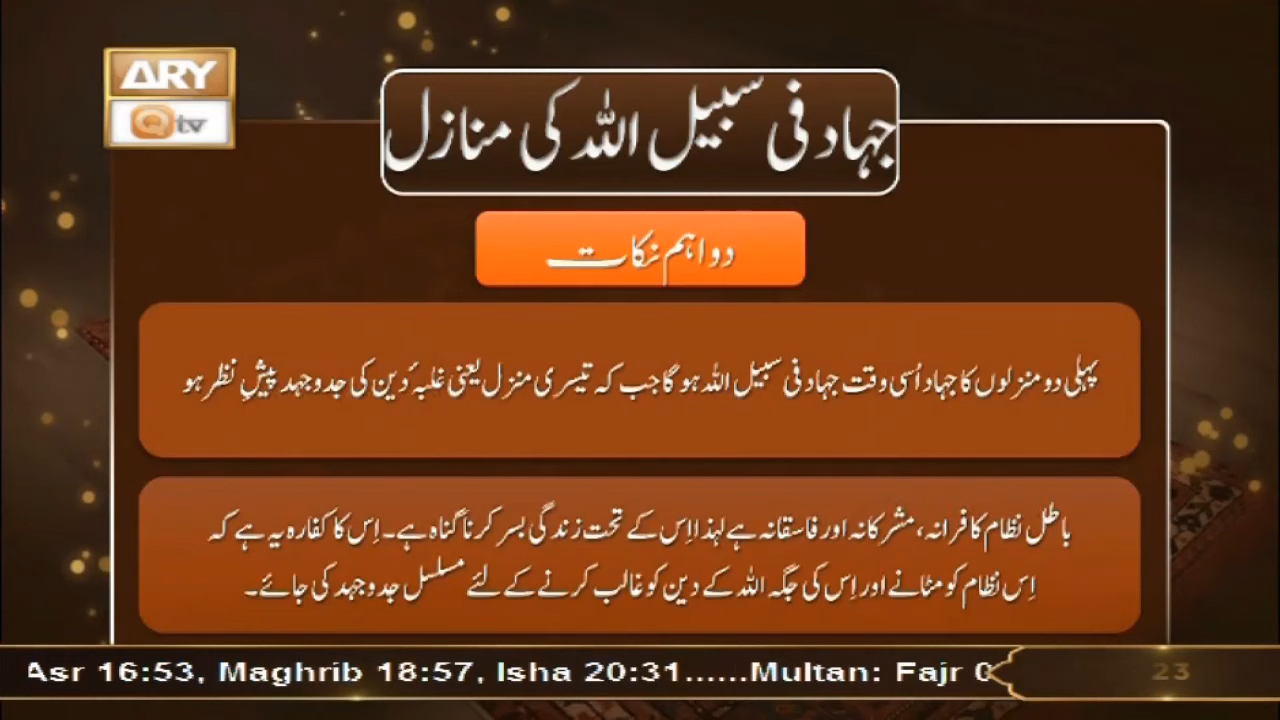 ARY
Qtv
جہاد فی سبیل اللہ کی منازل
دو اہم نکات
پہلی دو منزلوں کا جہاد اُسی وقت جہاد فی سبیل اللہ ہو گا جب کہ تیسری منزل یعنی غلبۂ دین کی جدوجہد پیشِ نظر ہو
باطل نظام کافرانہ، مشرکانہ اور فاسقانہ ہے لہذا اِس کے تحت زندگی بسر کرنا گناہ ہے۔ اِس کا کفارہ یہ ہے کہ
اِس نظام کو مٹانے اور اِس کی جگہ اللہ کے دین کو غالب کرنے کے لئے مسلسل جدوجہد کی جائے۔
Asr 16:53, Maghrib 18:57, Isha 20:31......Multan: Fajr 0
23